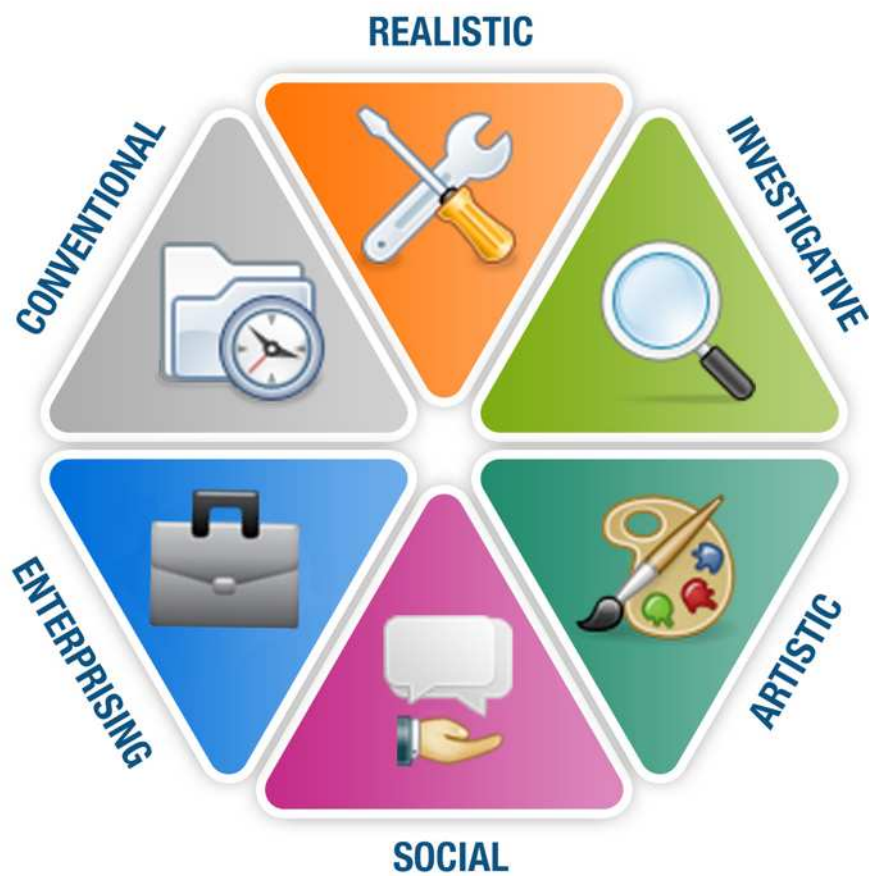 REALISTIC
INVESTIGATIVE
ARTISTIC
SOCIAL
ENTERPRISING
CONVENTIONAL